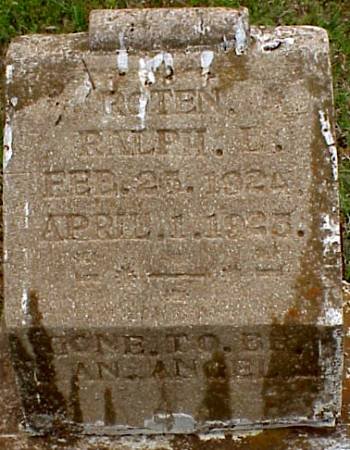 ROTEN.
RALPH. L.
FEB. 25. 1924.
APRIL. 1. 1925.
GONE. TO. BE.
AN. ANGEL.